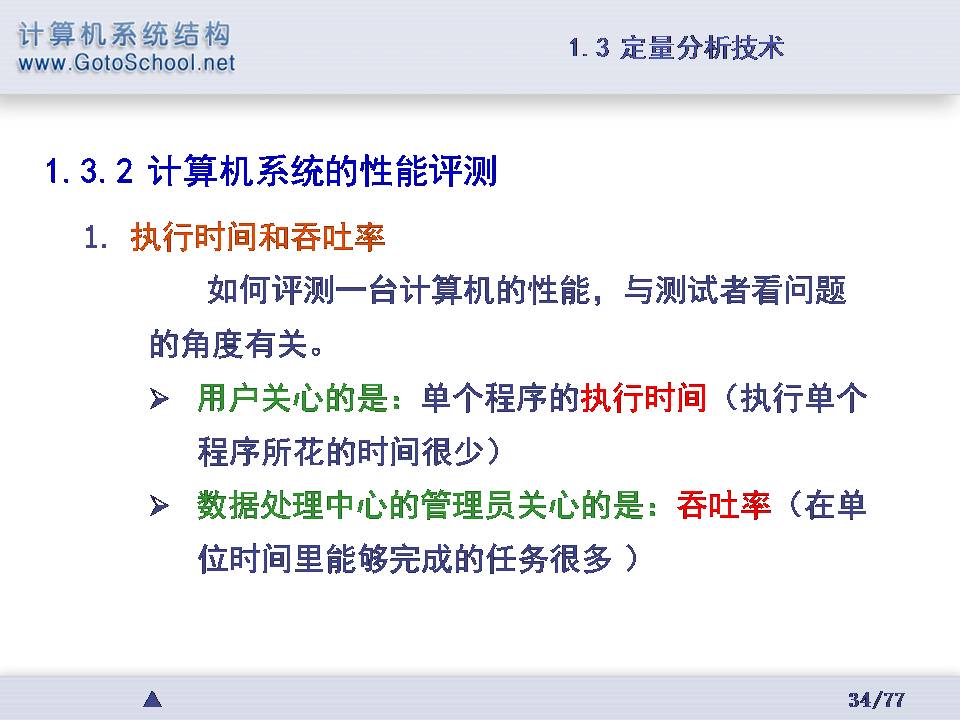 计算机系统结构
www.GotoSchool.net
1.3 定量分析技术
1.3.2 计算机系统的性能评测
1. 执行时间和吞吐率
如何评测一台计算机的性能，与测试者看问题
的角度有关。
➢ 用户关心的是：单个程序的执行时间（执行单个
程序所花的时间很少）
➢ 数据处理中心的管理员关心的是：吞吐率（在单
位时间里能够完成的任务很多 ）
34/77